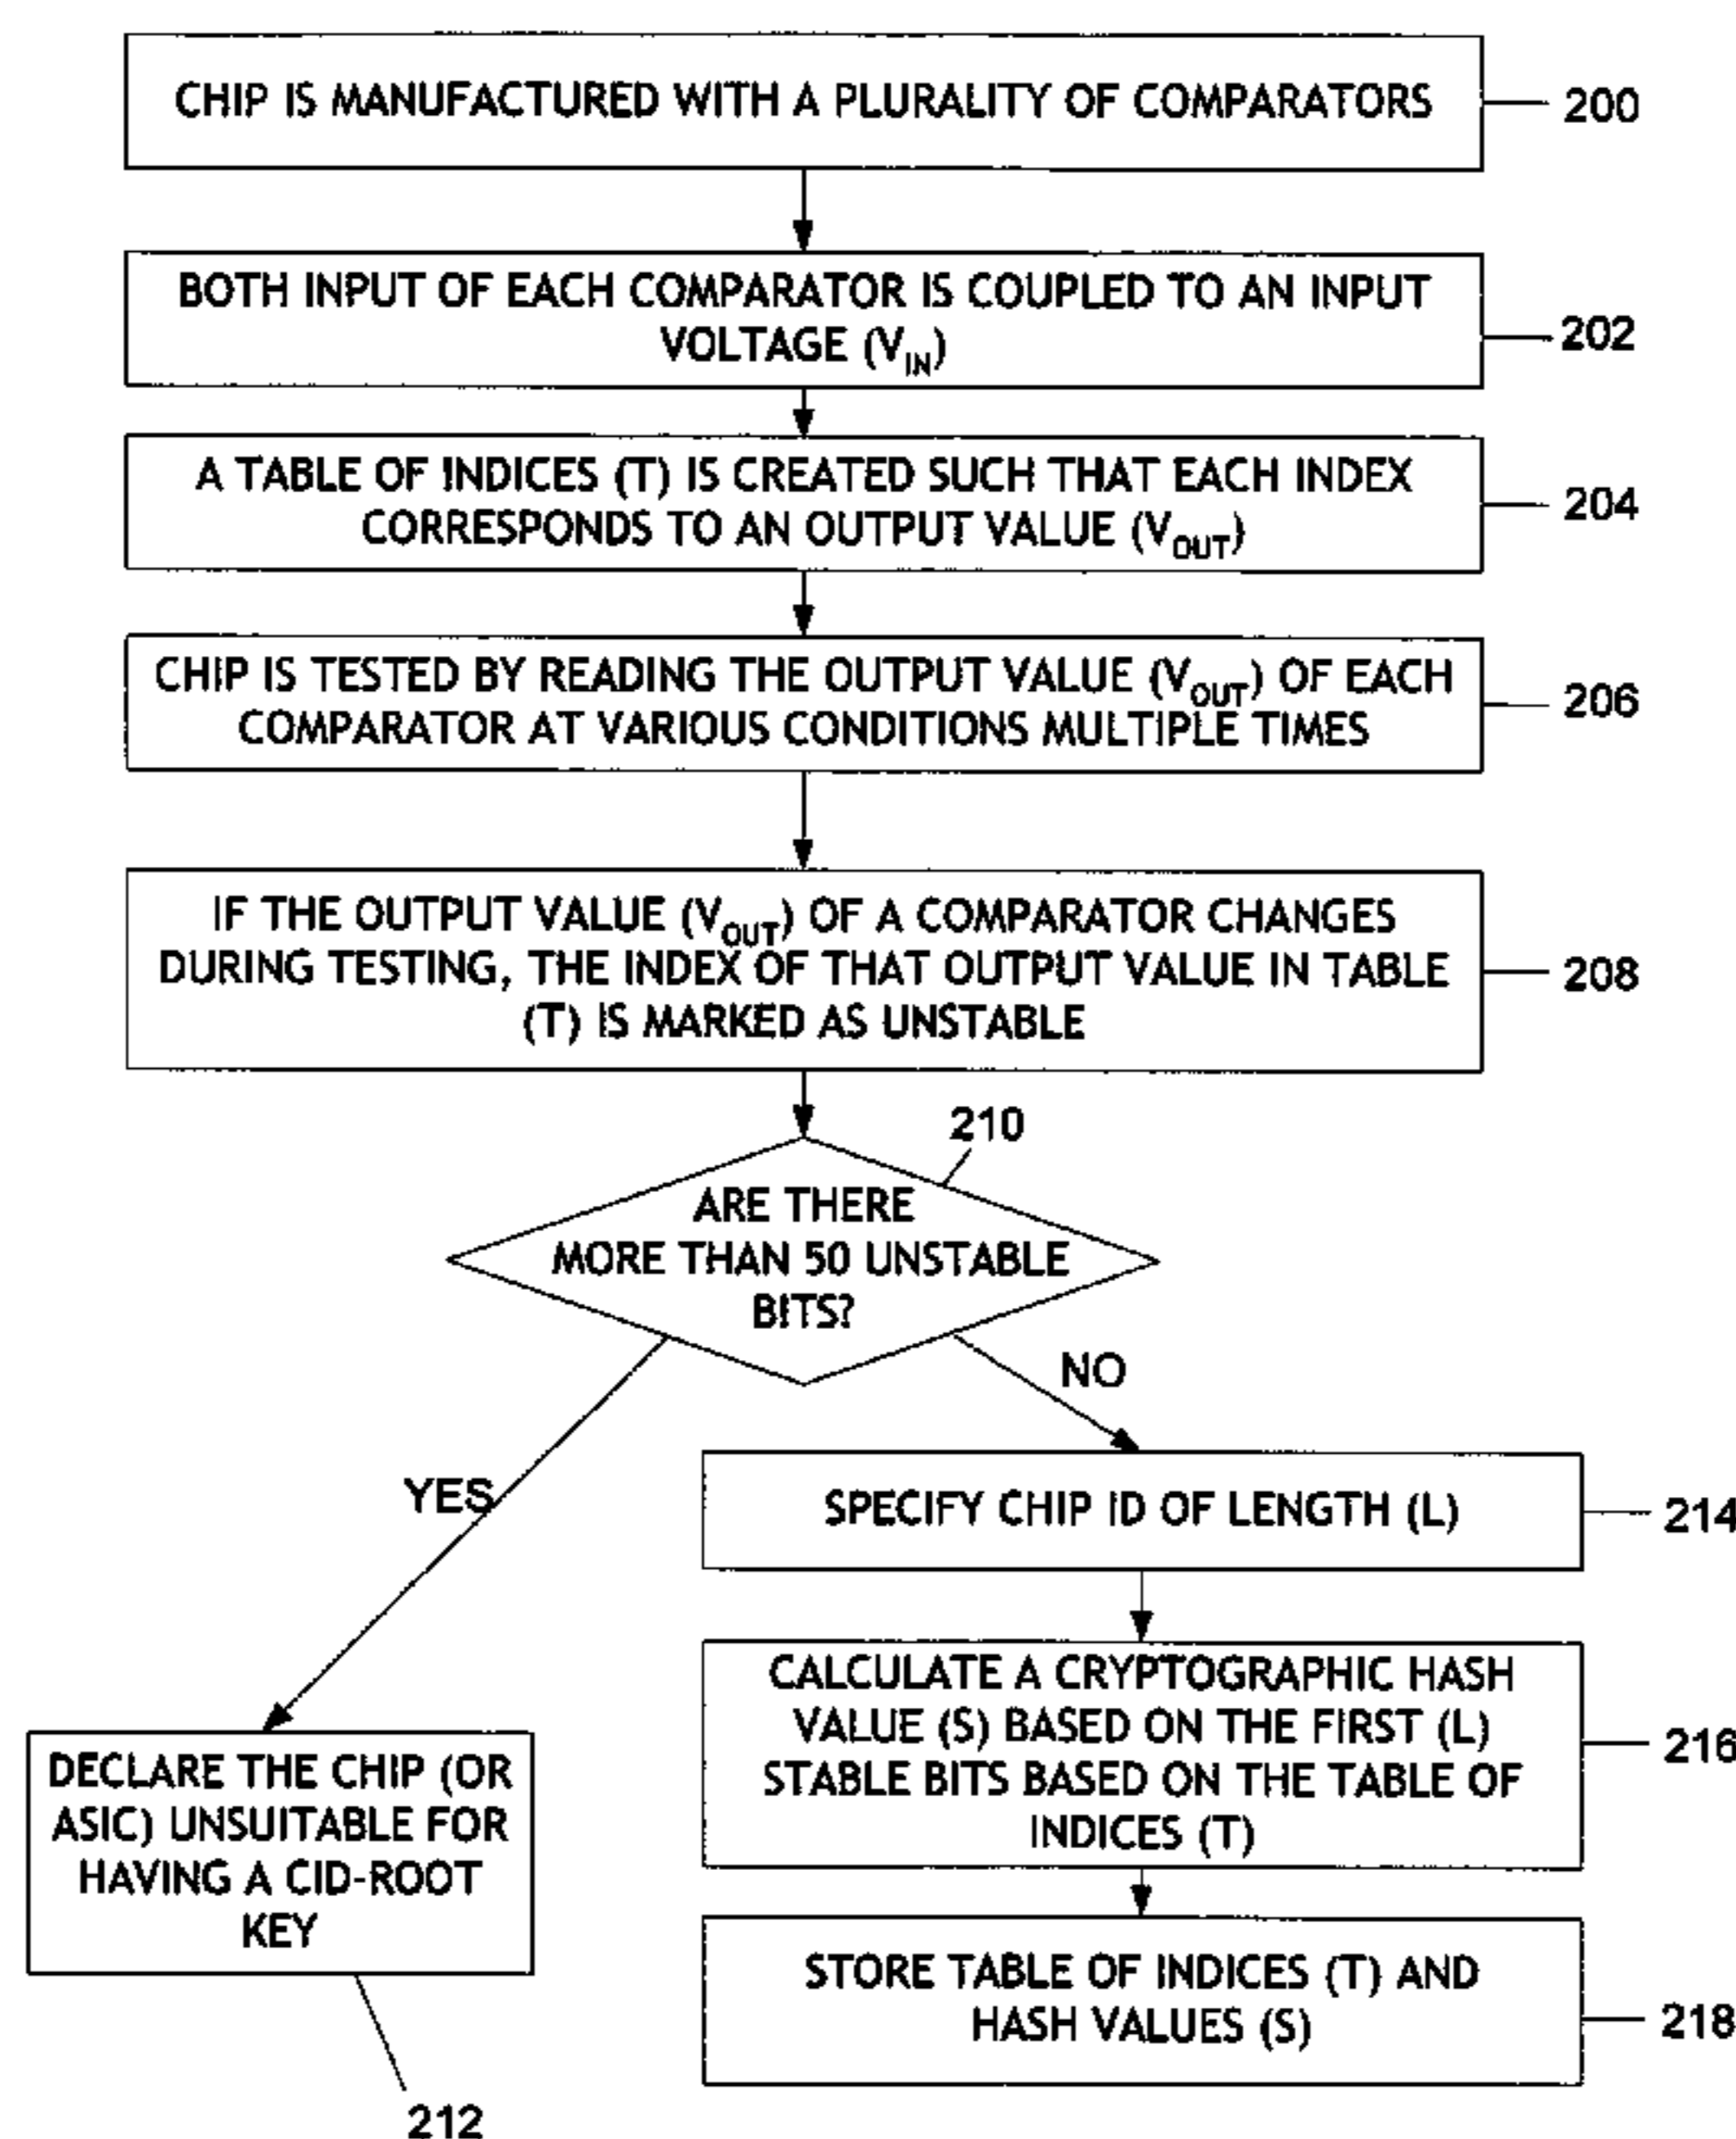 CHIP IS MANUFACTURED WITH A PLURALITY OF COMPARATORS
200
BOTH INPUT OF EACH COMPARATOR IS COUPLED TO AN INPUT
VOLTAGE (VIN)
202
A TABLE OF INDICES (T) IS CREATED SUCH THAT EACH INDEX
CORRESPONDS TO AN OUTPUT VALUE (VOUT)
204
CHIP IS TESTED BY READING THE OUTPUT VALUE (VOUT) OF EACH
COMPARATOR AT VARIOUS CONDITIONS MULTIPLE TIMES
206
IF THE OUTPUT VALUE (VOUT) OF A COMPARATOR CHANGES
DURING TESTING, THE INDEX OF THAT OUTPUT VALUE IN TABLE
(T) IS MARKED AS UNSTABLE
208
210
ARE THERE
MORE THAN 50 UNSTABLE
BITS?
NO
YES
SPECIFY CHIP ID OF LENGTH (L)
214
CALCULATE A CRYPTOGRAPHIC HASH
VALUE (S) BASED ON THE FIRST (L)
STABLE BITS BASED ON THE TABLE OF
INDICES (T)
216
DECLARE THE CHIP (OR
ASIC) UNSUITABLE FOR
HAVING A CID-ROOT
KEY
212
STORE TABLE OF INDICES (T) AND
HASH VALUES (S)
218